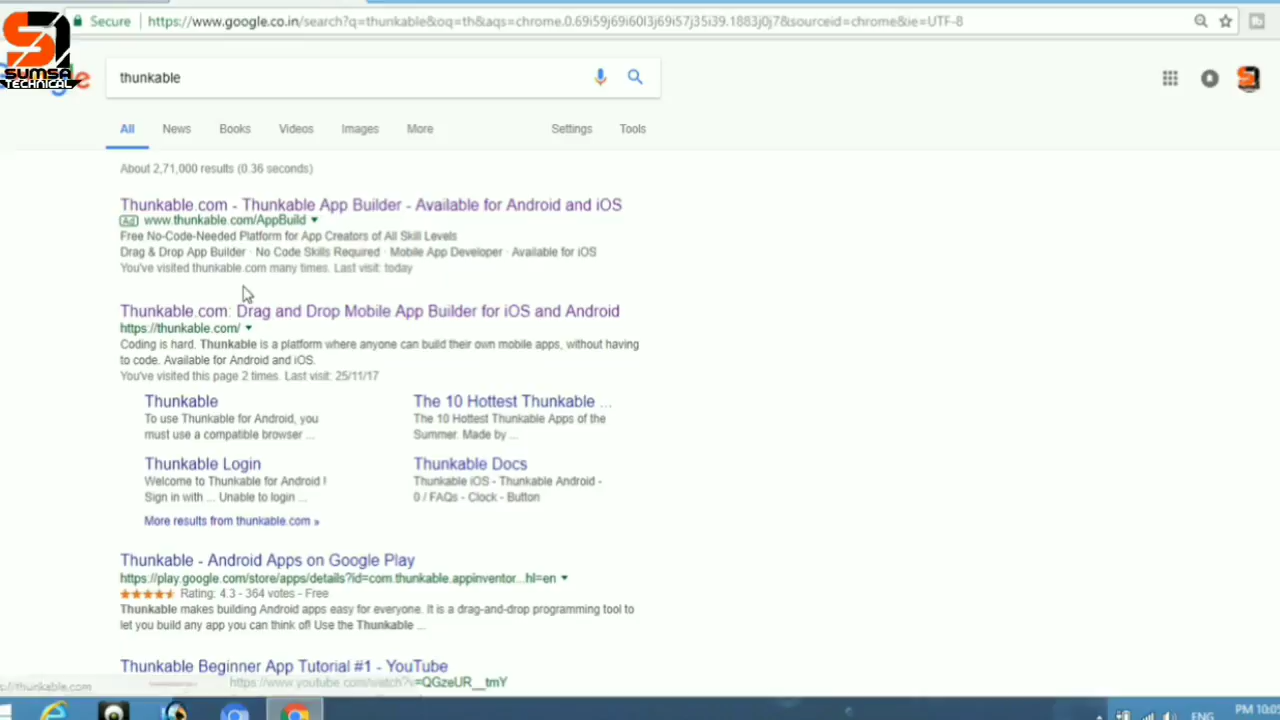 Secure
https://www.google.co.in/search?q=thunkable&oq=th&aqs=chrome.0.69i59j69i60l3j69i57j35i39.1883j0j7&sourceid=chrome&ie=UTF-8
SUMSA
TECHNICAL
thunkable
All News Books Videos Images More Settings Tools
About 2,71,000 results (0.36 seconds)
Thunkable.com - Thunkable App Builder - Available for Android and iOS
Ad www.thunkable.com/AppBuild
Free No-Code-Needed Platform for App Creators of All Skill Levels
Drag & Drop App Builder · No Code Skills Required · Mobile App Developer · Available for iOS
You've visited thunkable.com many times. Last visit: today
Thunkable.com: Drag and Drop Mobile App Builder for iOS and Android
https://thunkable.com/
Coding is hard. Thunkable is a platform where anyone can build their own mobile apps, without having
to code. Available for Android and iOS.
You've visited this page 2 times. Last visit: 25/11/17
Thunkable
To use Thunkable for Android, you
must use a compatible browser ...
The 10 Hottest Thunkable ...
The 10 Hottest Thunkable Apps of the
Summer. Made by ...
Thunkable Login
Welcome to Thunkable for Android !
Sign in with ... Unable to login ...
Thunkable Docs
Thunkable iOS - Thunkable Android -
0 / FAQs - Clock - Button
More results from thunkable.com »
Thunkable - Android Apps on Google Play
https://play.google.com/store/apps/details?id=com.thunkable.appinventor...hl=en
Rating: 4.3 - 364 votes - Free
Thunkable makes building Android apps easy for everyone. It is a drag-and-drop programming tool to
let you build any app you can think of! Use the Thunkable ...
Thunkable Beginner App Tutorial #1 - YouTube
https://www.youtube.com/watch?v=QGzeUR__tmY
s://thunkable.com
ENG